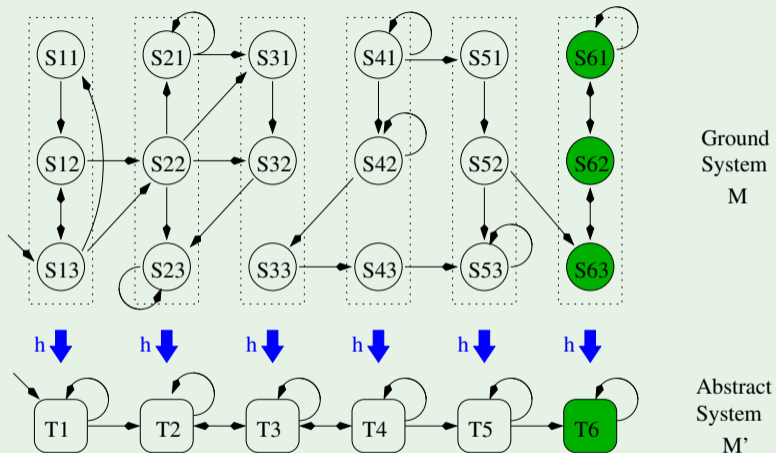 S11 S21 S31 S41 S51 S61
S12 S22 S32 S42 S52 S62
Ground
System
M
S13 S23 S33 S43 S53 S63
h h h h h h
Abstract
System
M'
T1 T2 T3 T4 T5 T6